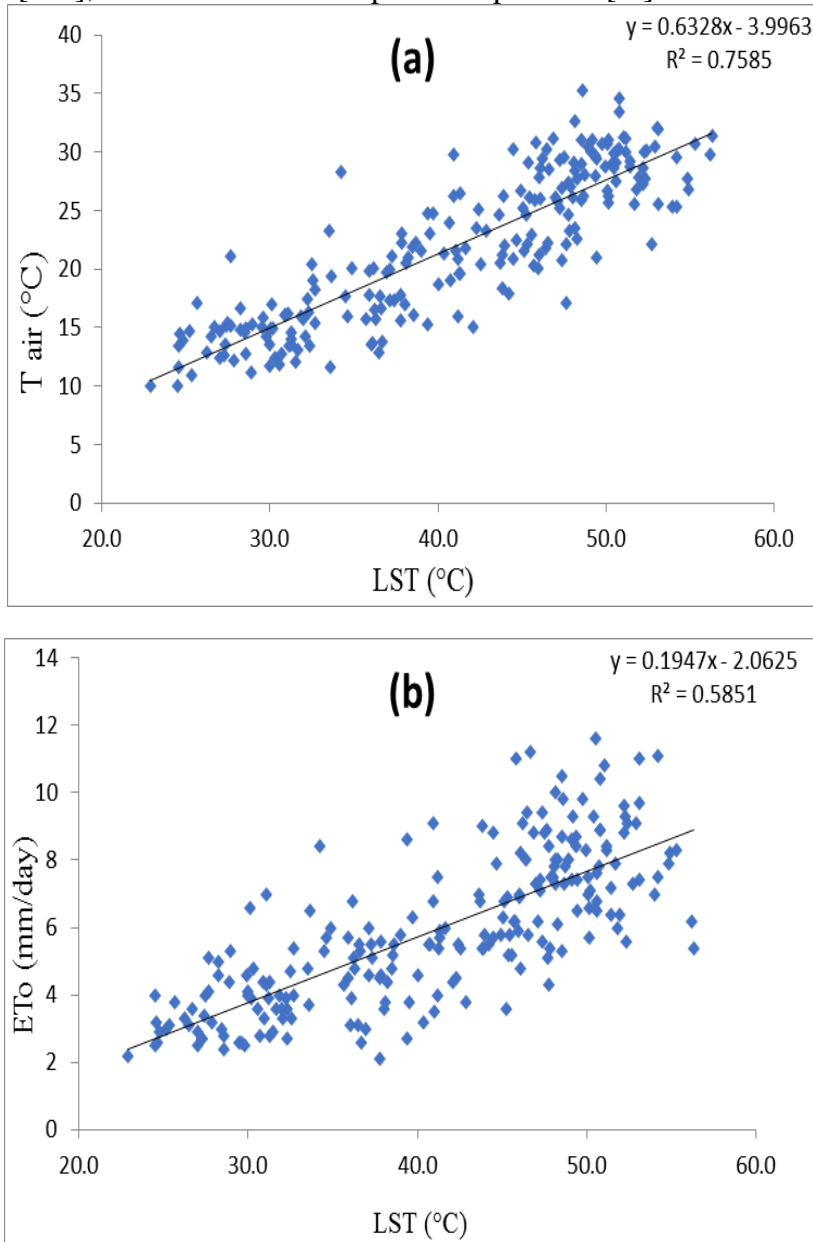 y = 0.6328x - 3.9963
R² = 0.7585
(a)
40
35
30
25
20
15
10
5
0
T air (°C)
20.0 30.0 40.0 50.0 60.0
LST (°C)
y = 0.1947x - 2.0625
R² = 0.5851
(b)
14
12
10
8
6
4
2
0
ETo (mm/day)
20.0 30.0 40.0 50.0 60.0
LST (°C)